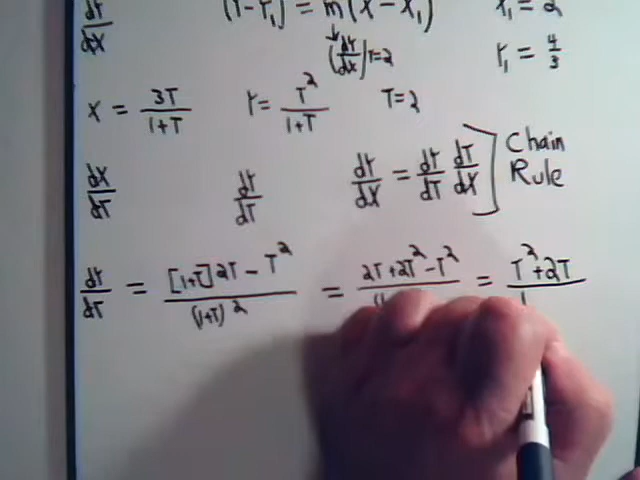 dY/dX (Y-Y₁) = m(X-X₁) X₁ = 2
↓ (dY/dX)T=2 Y₁ = 4/3
X = 3T/(1+T) Y = T²/(1+T) T=2
dX/dT dY/dT dY/dX = dY/dT dT/dX ] Chain Rule
dY/dT = ([1+T]2T - T²)/(1+T)² = (2T+2T²-T²)/(1 = (T²+2T)/(